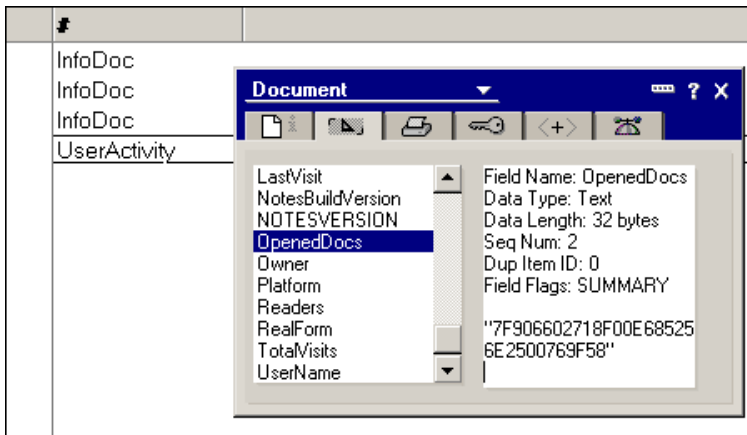 #
InfoDoc
InfoDoc
InfoDoc
UserActivity
Document
?
<+>
LastVisit
NotesBuildVersion
NOTESVERSION
OpenedDocs
Owner
Platform
Readers
RealForm
TotalVisits
UserName
Field Name: OpenedDocs
Data Type: Text
Data Length: 32 bytes
Seq Num: 2
Dup Item ID: 0
Field Flags: SUMMARY
"7F906602718F00E68525
6E2500769F58"